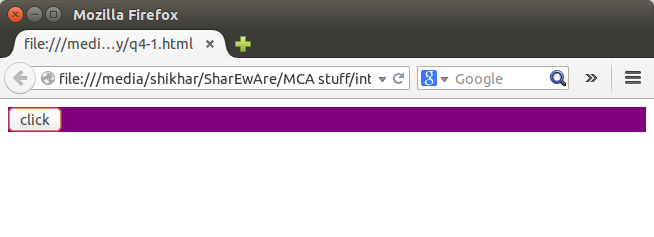 Mozilla Firefox
file:///medi...y/q4-1.html
file:///media/shikhar/SharEwAre/MCA stuff/int
Google
click